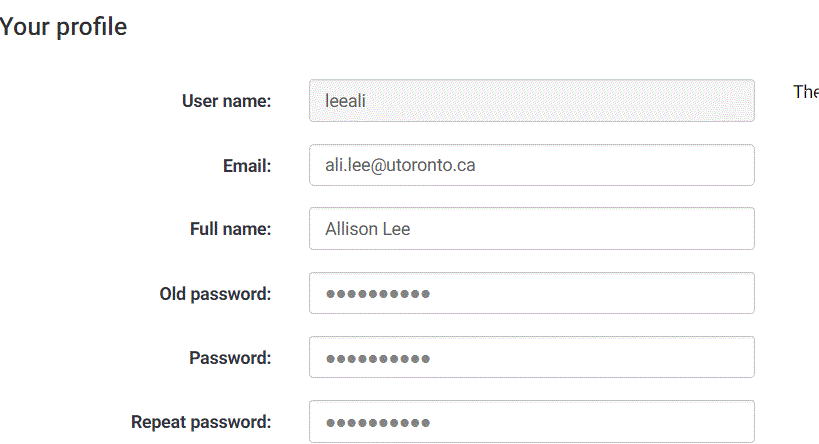 Your profile
User name: leeali
Email: ali.lee@utoronto.ca
Full name: Allison Lee
Old password: ●●●●●●●●●●
Password: ●●●●●●●●●●
Repeat password: ●●●●●●●●●●